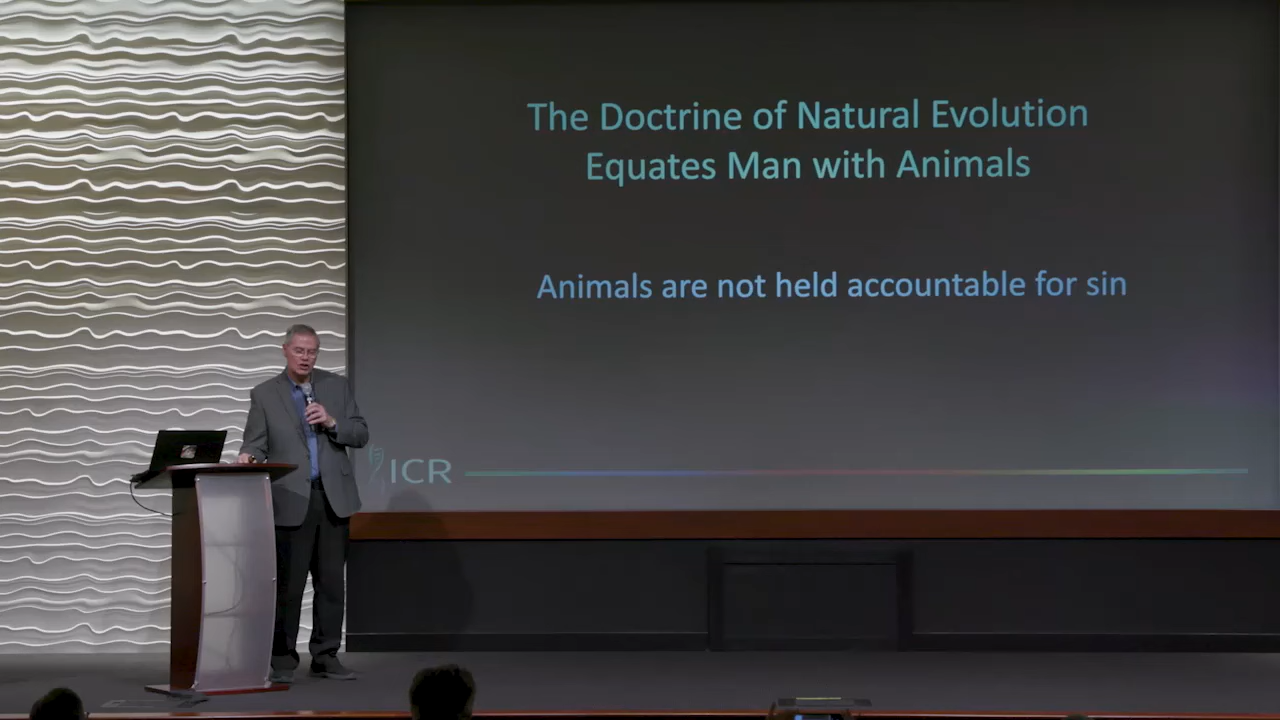 The Doctrine of Natural Evolution
Equates Man with Animals
Animals are not held accountable for sin
ICR